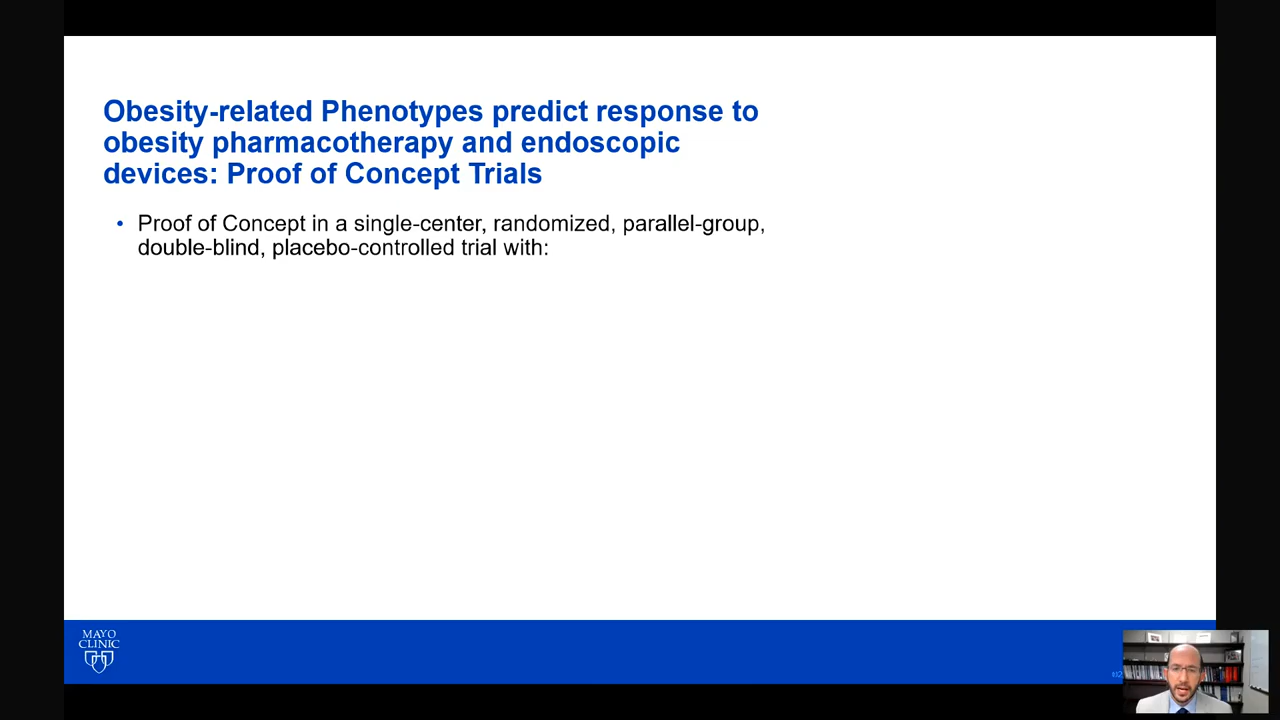 Obesity-related Phenotypes predict response to
obesity pharmacotherapy and endoscopic
devices: Proof of Concept Trials
• Proof of Concept in a single-center, randomized, parallel-group,
double-blind, placebo-controlled trial with:
MAYO
CLINIC